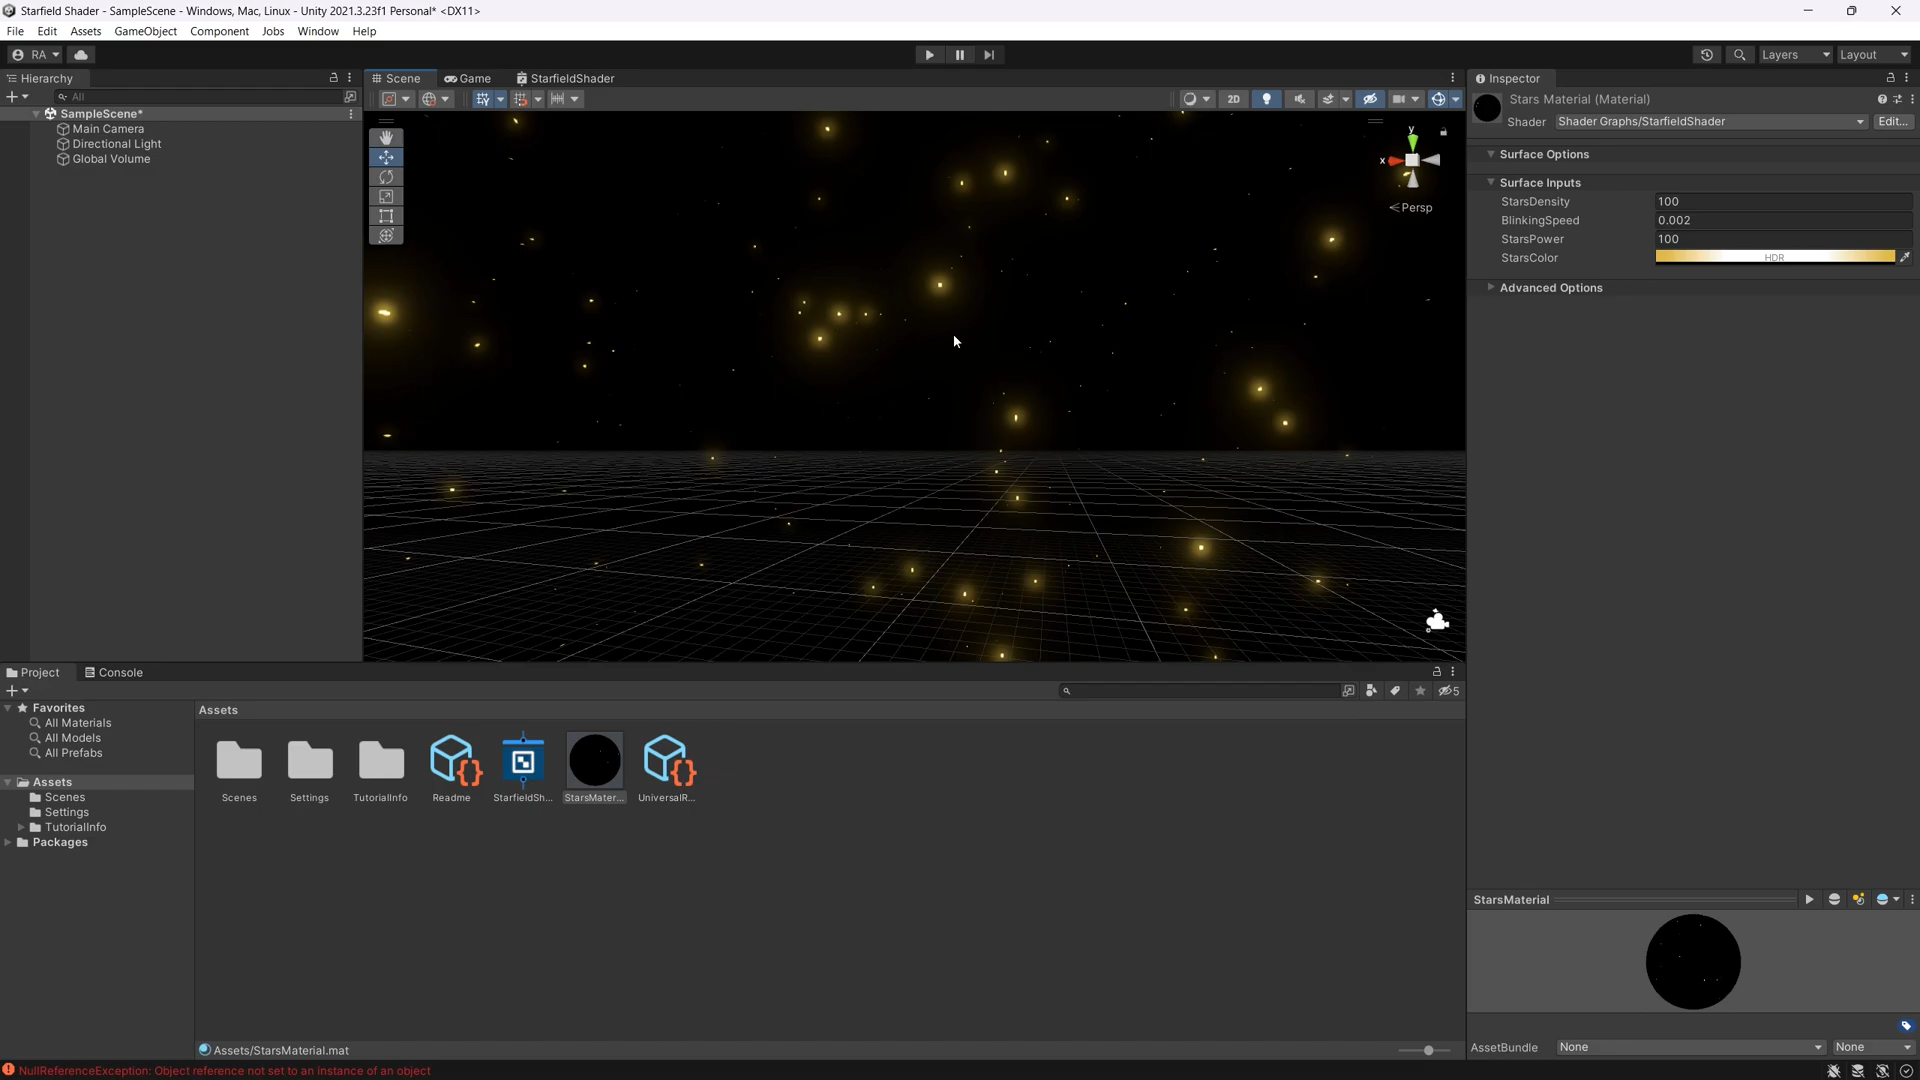 Starfield Shader - SampleScene - Windows, Mac, Linux - Unity 2021.3.23f1 Personal* <DX11>
File Edit Assets GameObject Component Jobs Window Help
RA
Layers
Layout
Hierarchy
All
SampleScene*
Main Camera
Directional Light
Global Volume
Scene
Game
StarfieldShader
2D
y
x
Persp
Inspector
Stars Material (Material)
Shader
Shader Graphs/StarfieldShader
Edit...
Surface Options
Surface Inputs
StarsDensity 100
BlinkingSpeed 0.002
StarsPower 100
StarsColor HDR
Advanced Options
Project
Console
5
Favorites
All Materials
All Models
All Prefabs
Assets
Scenes
Settings
TutorialInfo
Packages
Assets
Scenes
Settings
TutorialInfo
Readme
StarfieldSh...
StarsMater...
UniversalR...
Assets/StarsMaterial.mat
StarsMaterial
AssetBundle None None
NullReferenceException: Object reference not set to an instance of an object